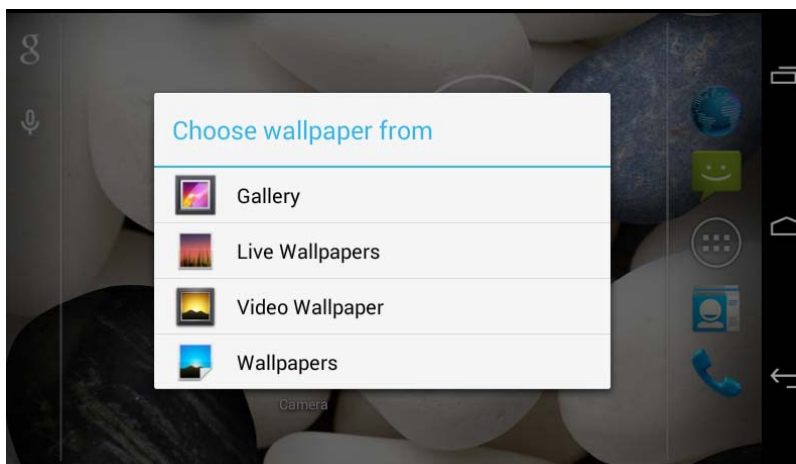 g
Choose wallpaper from
Gallery
Live Wallpapers
Video Wallpaper
Wallpapers
Camera